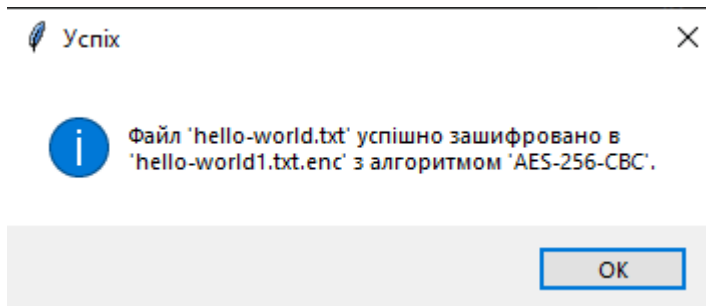 Успіх
Файл 'hello-world.txt' успішно зашифровано в
'hello-world1.txt.enc' з алгоритмом 'AES-256-CBC'.
OK